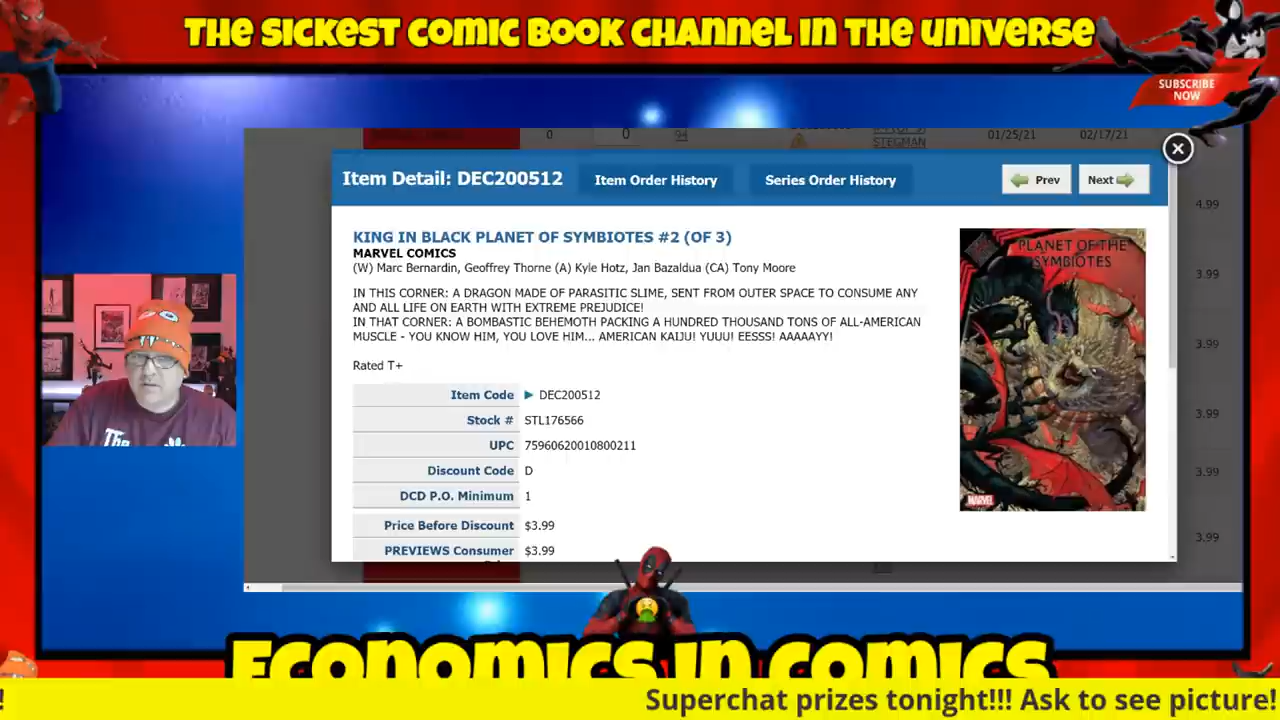 THE SICKEST COMIC BOOK CHANNEL IN THE UNIVERSE
SUBSCRIBE
NOW
0 0 94
STEGMAN
01/25/21 02/17/21
Item Detail: DEC200512
Item Order History
Series Order History
Prev
Next
KING IN BLACK PLANET OF SYMBIOTES #2 (OF 3)
MARVEL COMICS
(W) Marc Bernardin, Geoffrey Thorne (A) Kyle Hotz, Jan Bazaldua (CA) Tony Moore
IN THIS CORNER: A DRAGON MADE OF PARASITIC SLIME, SENT FROM OUTER SPACE TO CONSUME ANY
AND ALL LIFE ON EARTH WITH EXTREME PREJUDICE!
IN THAT CORNER: A BOMBASTIC BEHEMOTH PACKING A HUNDRED THOUSAND TONS OF ALL-AMERICAN
MUSCLE - YOU KNOW HIM, YOU LOVE HIM... AMERICAN KAIJU! YUUU! EESSS! AAAAAYY!
Rated T+
Item Code DEC200512
Stock # STL176566
UPC 75960620010800211
Discount Code D
DCD P.O. Minimum 1
Price Before Discount $3.99
PREVIEWS Consumer $3.99
PLANET OF THE
SYMBIOTES
MARVEL
4.99
3.99
3.99
3.99
3.99
3.99
The
ECONOMICS IN COMICS
! Superchat prizes tonight!!! Ask to see picture!